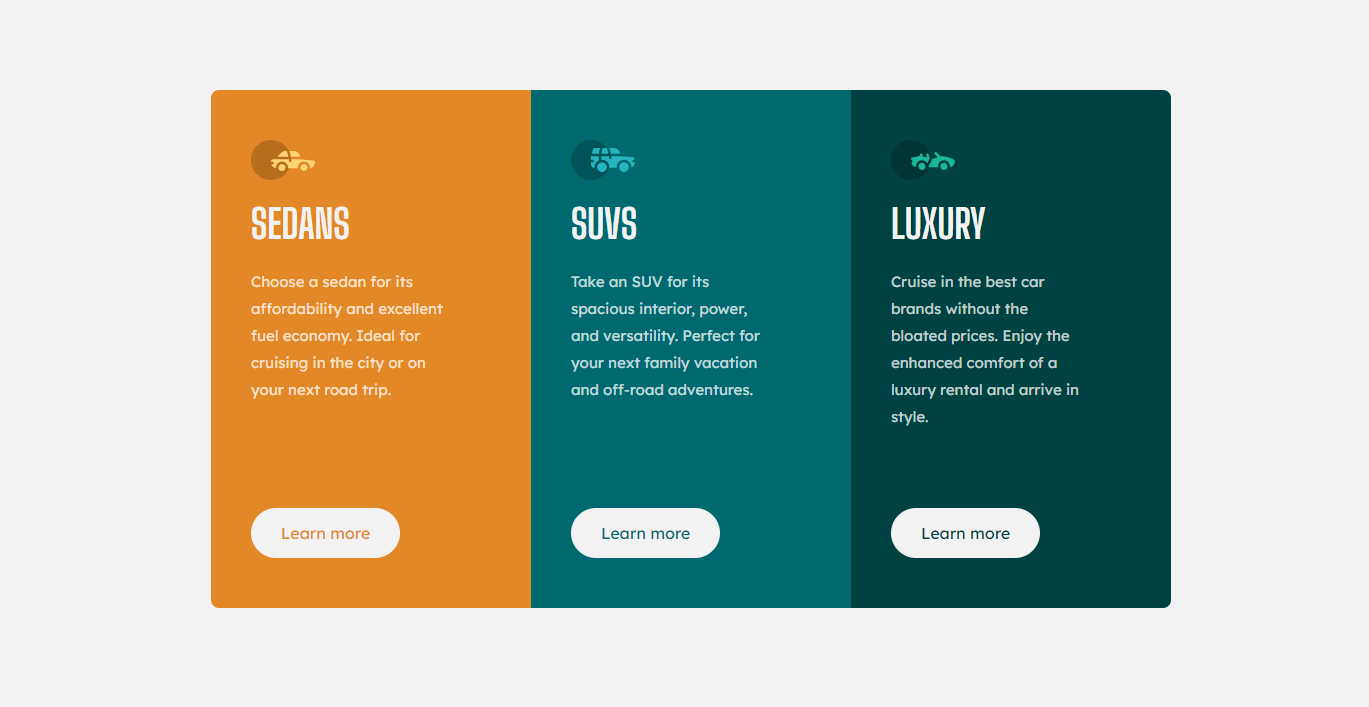 SEDANS
Choose a sedan for its
affordability and excellent
fuel economy. Ideal for
cruising in the city or on
your next road trip.
Learn more
SUVS
Take an SUV for its
spacious interior, power,
and versatility. Perfect for
your next family vacation
and off-road adventures.
Learn more
LUXURY
Cruise in the best car
brands without the
bloated prices. Enjoy the
enhanced comfort of a
luxury rental and arrive in
style.
Learn more